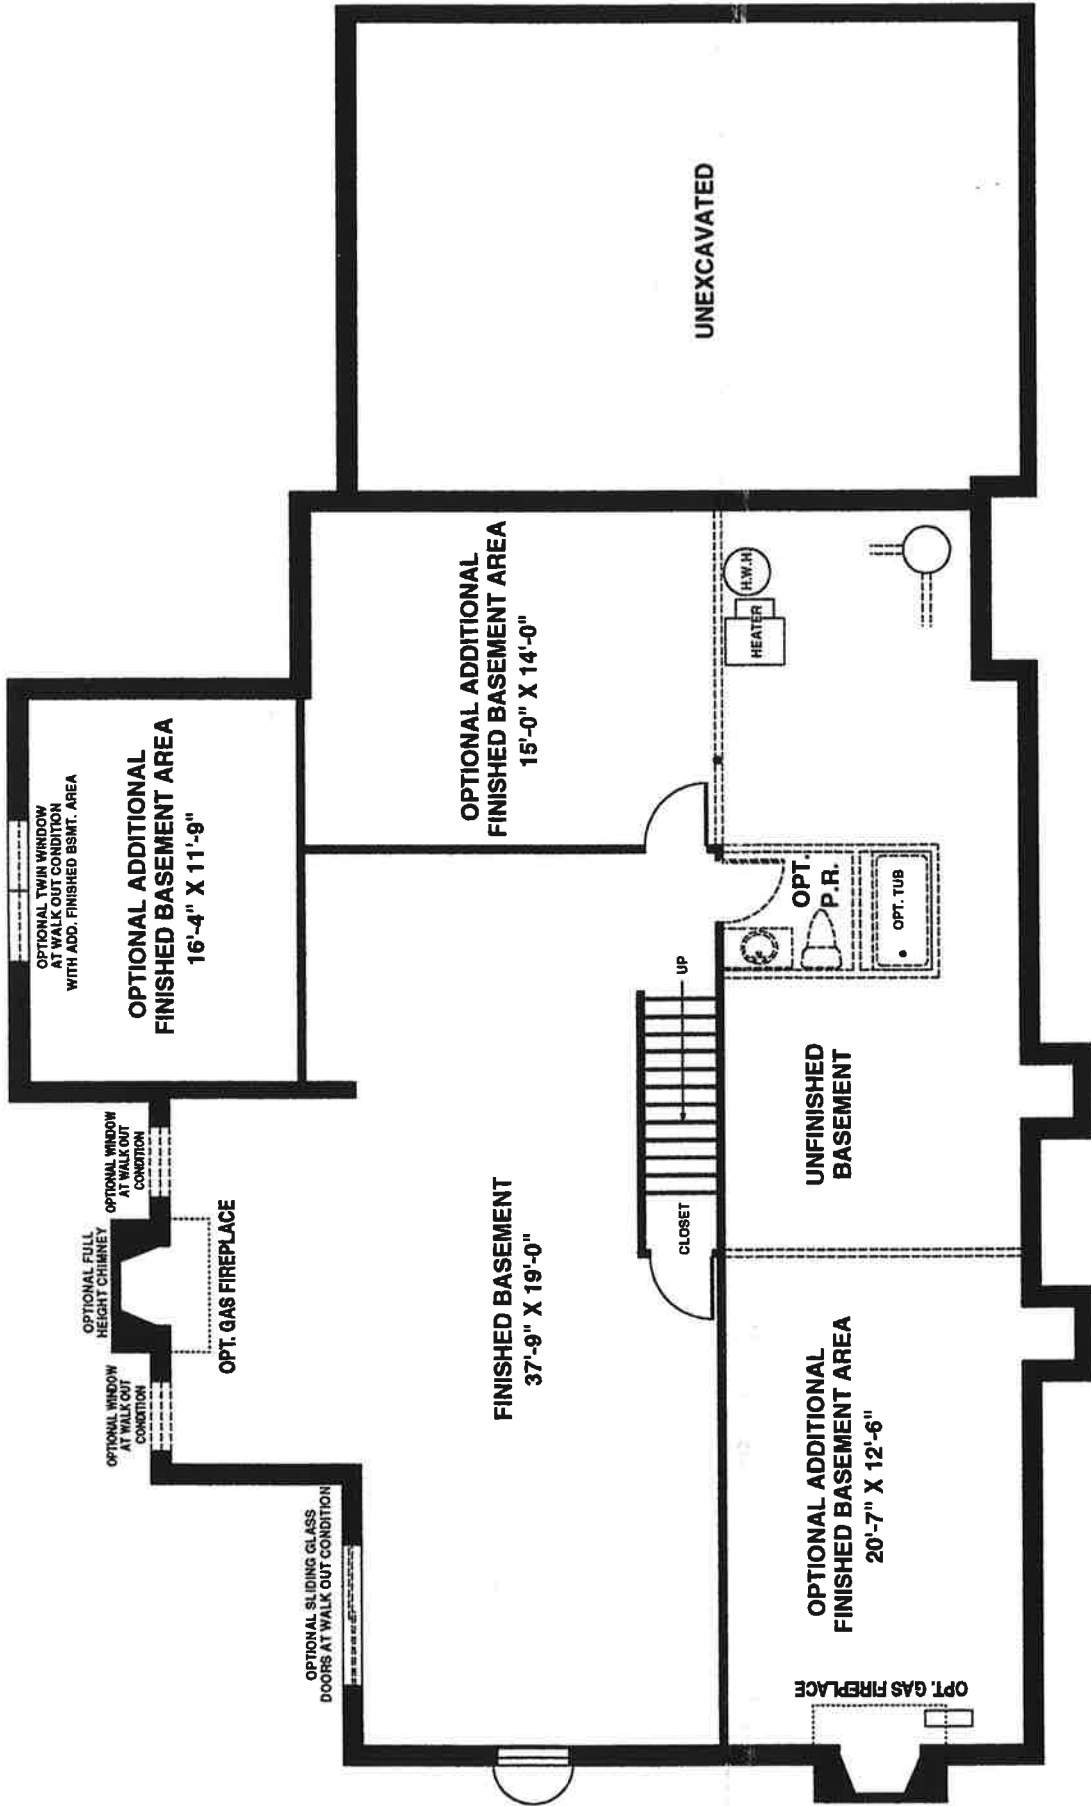 OPTIONAL TWIN WINDOW
AT WALK OUT CONDITION
WITH ADD. FINISHED BSMT. AREA
OPTIONAL ADDITIONAL
FINISHED BASEMENT AREA
16'-4" X 11'-9"
OPTIONAL WINDOW
AT WALK OUT
CONDITION
OPTIONAL FULL
HEIGHT CHIMNEY
OPTIONAL WINDOW
AT WALK OUT
CONDITION
OPT. GAS FIREPLACE
OPTIONAL SLIDING GLASS
DOORS AT WALK OUT CONDITION
FINISHED BASEMENT
37'-9" X 19'-0"
OPTIONAL ADDITIONAL
FINISHED BASEMENT AREA
15'-0" X 14'-0"
UNEXCAVATED
CLOSET
UP
H.W.H
HEATER
OPT.
P.R.
OPT. TUB
UNFINISHED
BASEMENT
OPTIONAL ADDITIONAL
FINISHED BASEMENT AREA
20'-7" X 12'-6"
OPT. GAS FIREPLACE